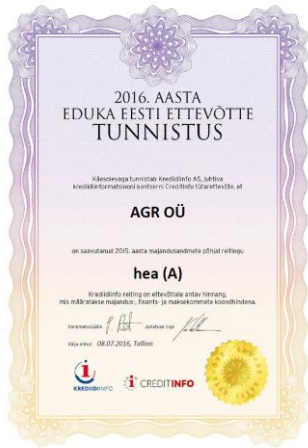 2016. AASTA
EDUKA EESTI ETTEVÕTTE
TUNNISTUS
Käesolevaga tunnistab Krediidiinfo AS, juhtiva
krediidiinformatsiooni kontserni Creditinfo tütarettevõte, et
AGR OÜ
on saavutanud 2015. aasta majandusandmete põhjal reitingu
hea (A)
Krediidiinfo reiting on ettevõttele antav hinnang,
mis määratakse majandus-, finants- ja maksekommete koondhindena.
Juhatuse liige
Välja antud 08.07.2016, Tallinn
KREDIIDIINFO
CREDITINFO